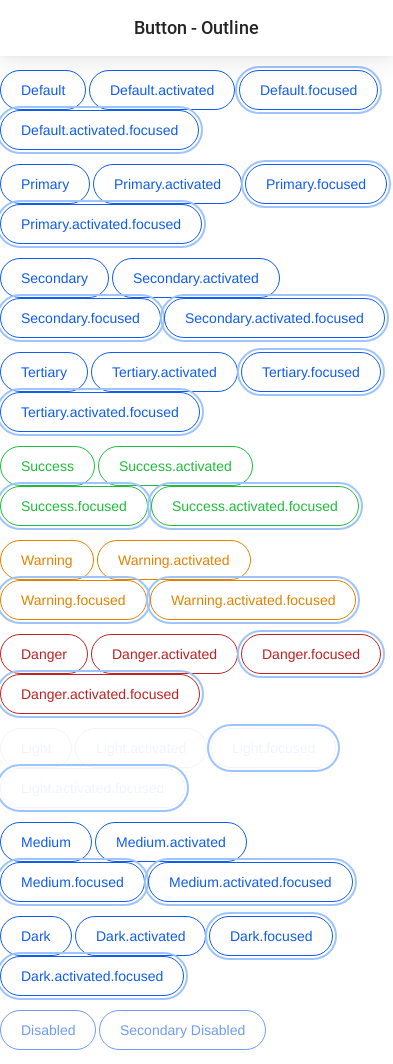 Button - Outline
Default Default.activated Default.focused
Default.activated.focused
Primary Primary.activated Primary.focused
Primary.activated.focused
Secondary Secondary.activated
Secondary.focused Secondary.activated.focused
Tertiary Tertiary.activated Tertiary.focused
Tertiary.activated.focused
Success Success.activated
Success.focused Success.activated.focused
Warning Warning.activated
Warning.focused Warning.activated.focused
Danger Danger.activated Danger.focused
Danger.activated.focused
Light Light.activated Light.focused
Light.activated.focused
Medium Medium.activated
Medium.focused Medium.activated.focused
Dark Dark.activated Dark.focused
Dark.activated.focused
Disabled Secondary Disabled